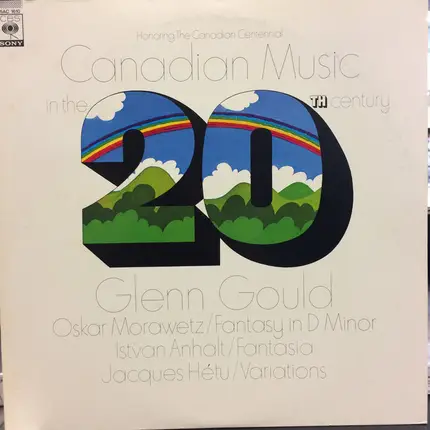 CBS
SONY
Honoring The Canadian Centennial
Canadian Music
in the 20TH century
Glenn Gould
Oskar Morawetz/Fantasy in D Minor
Istvan Anhalt/Fantasia
Jacques Hétu/Variations